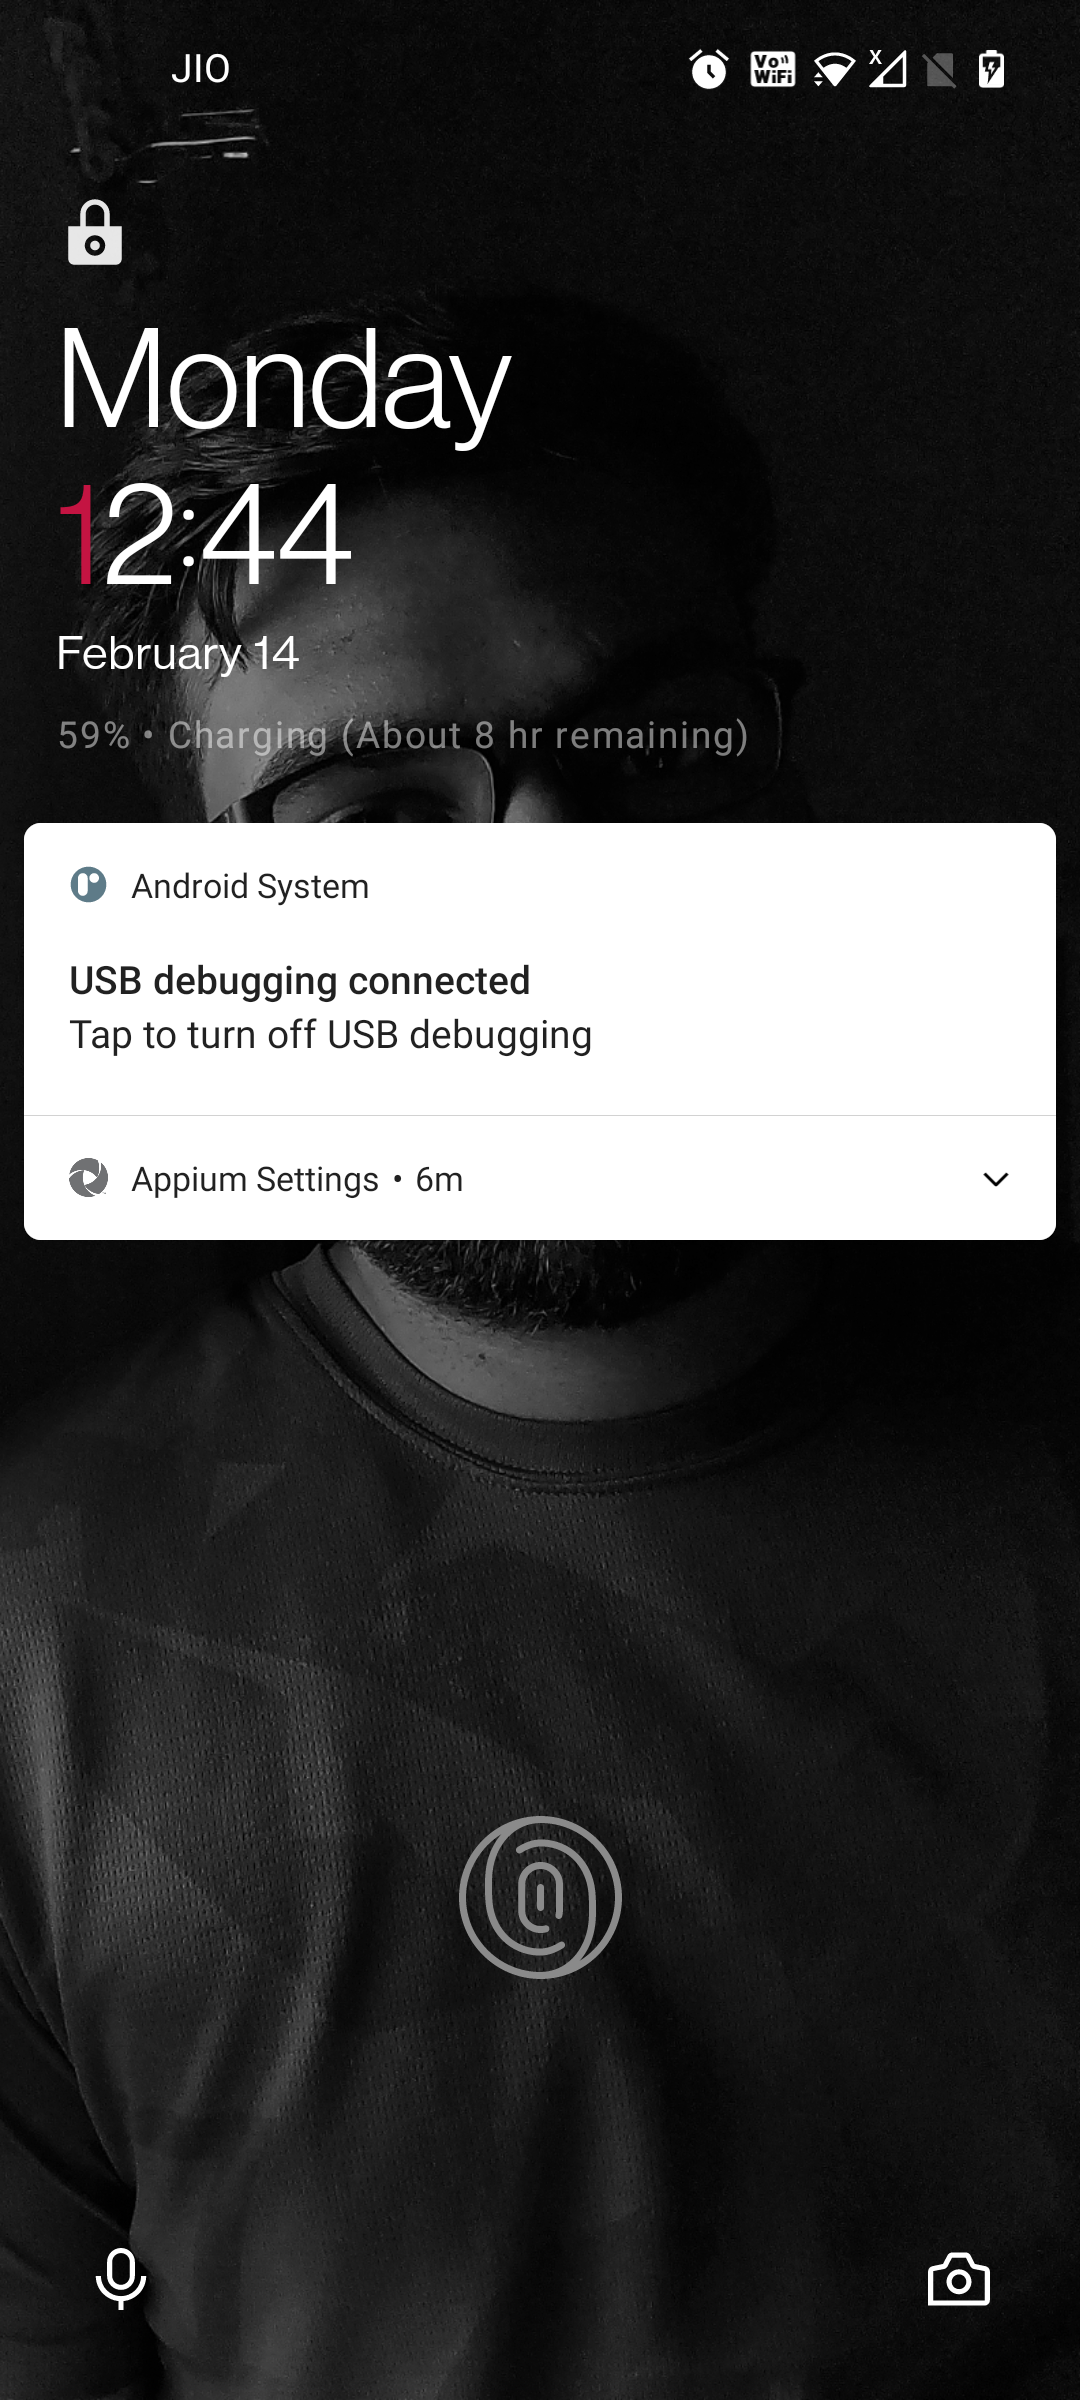 JIO
Vo WiFi
X
Monday
12:44
February 14
59% • Charging (About 8 hr remaining)
Android System
USB debugging connected
Tap to turn off USB debugging
Appium Settings • 6m